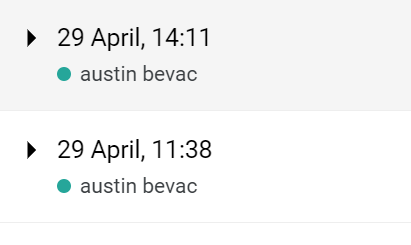 29 April, 14:11
austin bevac
29 April, 11:38
austin bevac